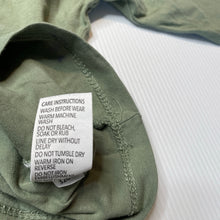 CARE INSTRUCTIONS
WASH BEFORE WEAR
WARM MACHINE
WASH
DO NOT BLEACH,
SOAK OR RUB
LINE DRY WITHOUT
DELAY
DO NOT TUMBLE DRY
WARM IRON ON
REVERSE
DO NOT IRON